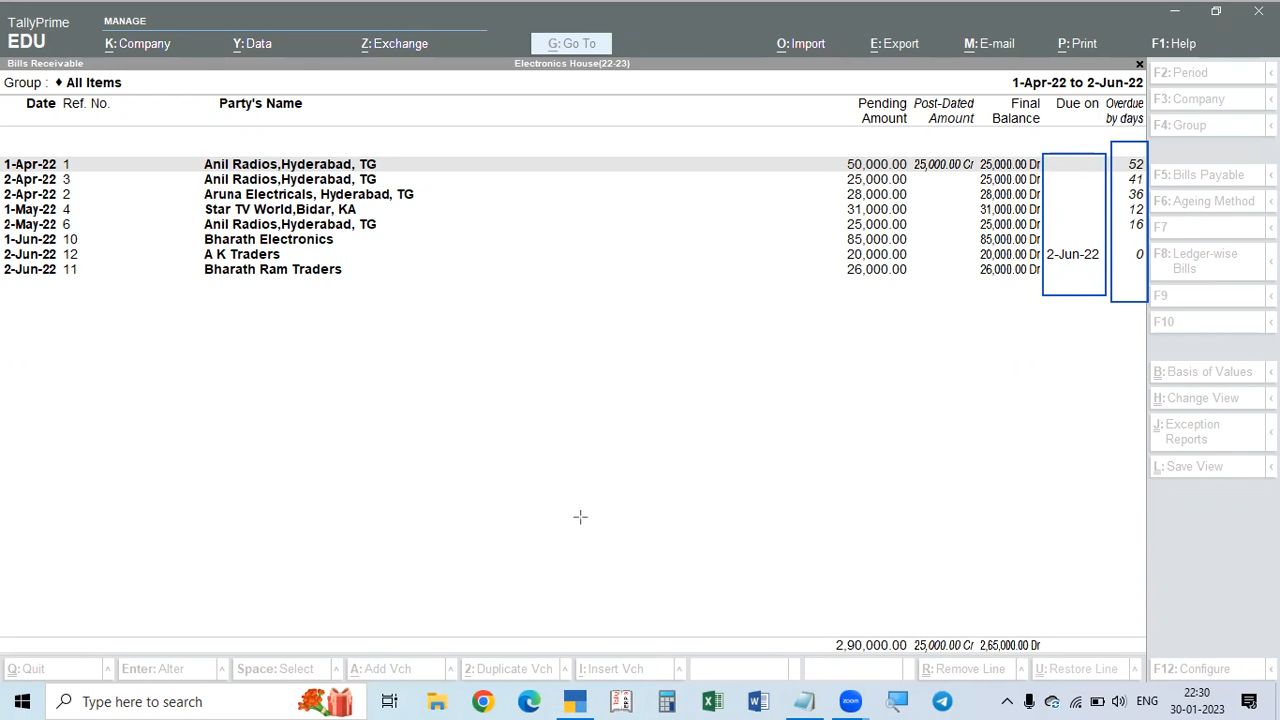 TallyPrime
EDU
MANAGE
K: Company
Y: Data
Z: Exchange
G: Go To
O: Import
E: Export
M: E-mail
P: Print
F1: Help
Bills Receivable
Electronics House(22-23)
Group : ♦ All Items
1-Apr-22 to 2-Jun-22
Date Ref. No. Party's Name Pending Amount Post-Dated Amount Final Balance Due on Overdue by days
1-Apr-22 1 Anil Radios,Hyderabad, TG 50,000.00 25,000.00 Cr 25,000.00 Dr 52
2-Apr-22 3 Anil Radios,Hyderabad, TG 25,000.00 25,000.00 Dr 41
2-Apr-22 2 Aruna Electricals, Hyderabad, TG 28,000.00 28,000.00 Dr 36
1-May-22 4 Star TV World,Bidar, KA 31,000.00 31,000.00 Dr 12
2-May-22 6 Anil Radios,Hyderabad, TG 25,000.00 25,000.00 Dr 16
1-Jun-22 10 Bharath Electronics 85,000.00 85,000.00 Dr
2-Jun-22 12 A K Traders 20,000.00 20,000.00 Dr 2-Jun-22 0
2-Jun-22 11 Bharath Ram Traders 26,000.00 26,000.00 Dr
2,90,000.00 25,000.00 Cr 2,65,000.00 Dr
F2: Period
F3: Company
F4: Group
F5: Bills Payable
F6: Ageing Method
F7
F8: Ledger-wise
Bills
F9
F10
B: Basis of Values
H: Change View
J: Exception
Reports
L: Save View
Q: Quit
Enter: Alter
Space: Select
A: Add Vch
2: Duplicate Vch
I: Insert Vch
R: Remove Line
U: Restore Line
F12: Configure
Type here to search
zoom
ENG
22:30
30-01-2023